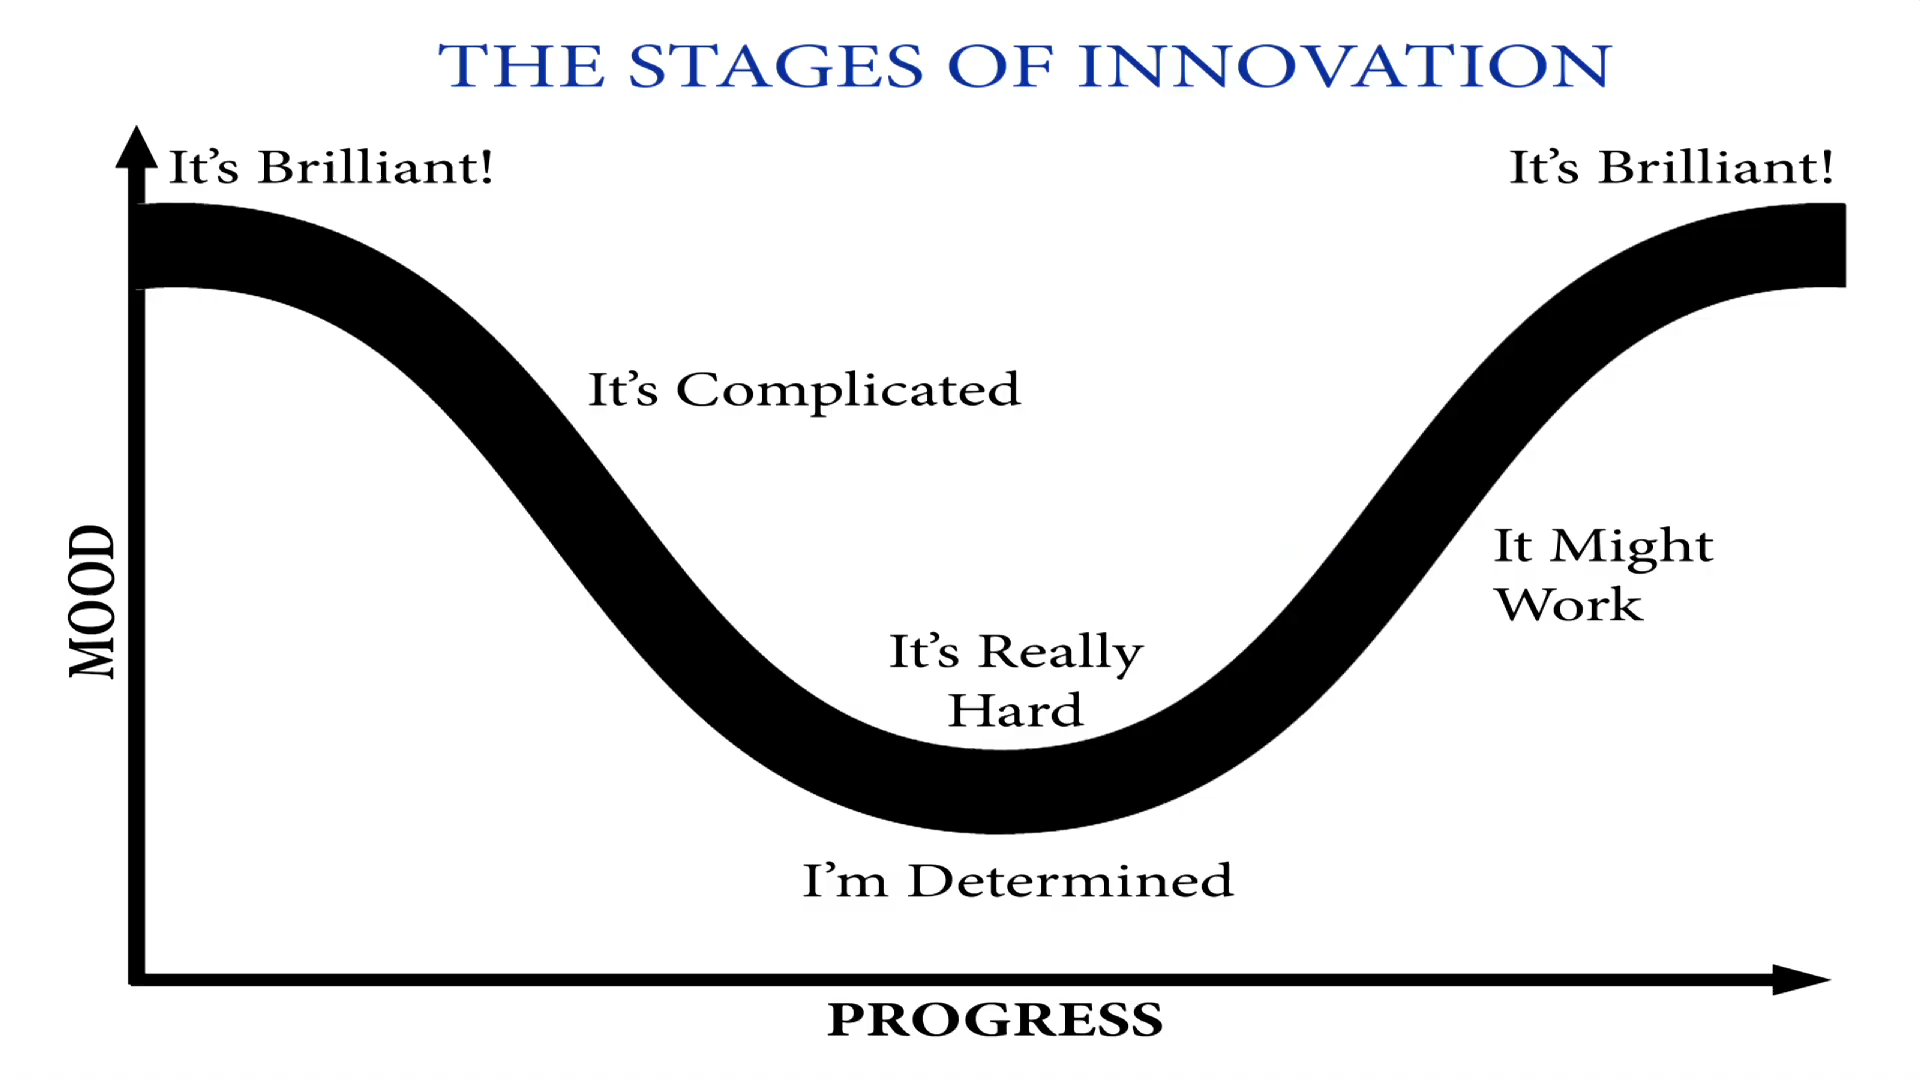 THE STAGES OF INNOVATION
It’s Brilliant!
It’s Brilliant!
It’s Complicated
It Might
Work
MOOD
It’s Really
Hard
I’m Determined
PROGRESS